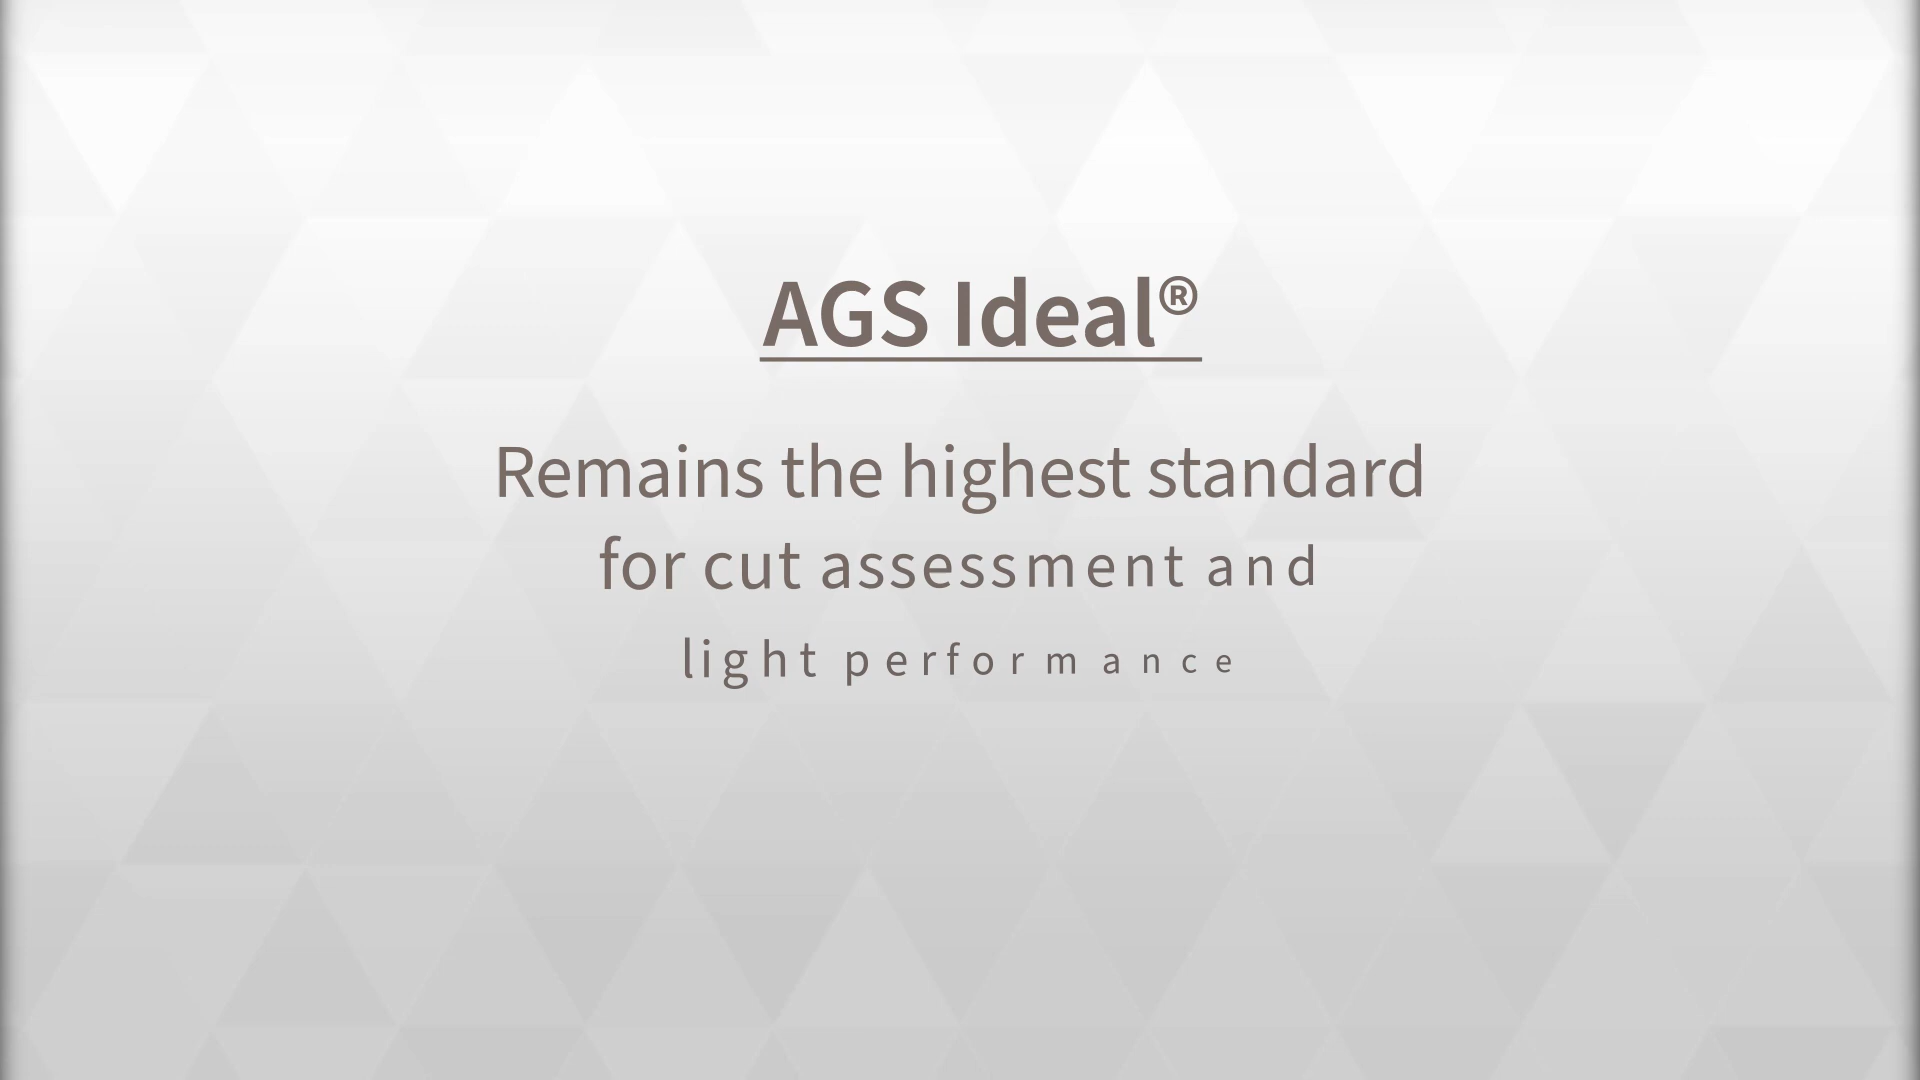 AGS Ideal®
Remains the highest standard
for cut assessment and
light performance